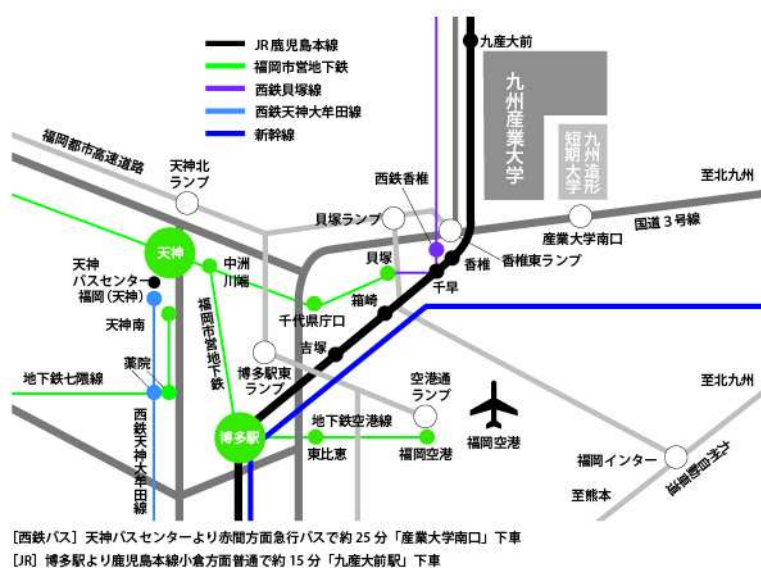 JR鹿児島本線
福岡市営地下鉄
西鉄貝塚線
西鉄天神大牟田線
新幹線
九産大前
九州産業大学
九州造形
短期大学
福岡都市高速道路
天神北
ランプ
西鉄香椎
至北九州
貝塚ランプ
産業大学南口
国道3号線
天神
中洲
川端
貝塚
香椎
香椎東ランプ
千早
天神
バスセンター
福岡(天神)
箱崎
千代県庁口
天神南
福岡市営地下鉄
吉塚
薬院
博多駅東
ランプ
空港通
ランプ
至北九州
地下鉄七隈線
西鉄天神大牟田線
博多駅
地下鉄空港線
東比恵
福岡空港
福岡空港
福岡インター
九州自動車道
至熊本
[西鉄バス] 天神バスセンターより赤間方面急行バスで約25分「産業大学南口」下車
[JR] 博多駅より鹿児島本線小倉方面普通で約15分「九産大前駅」下車